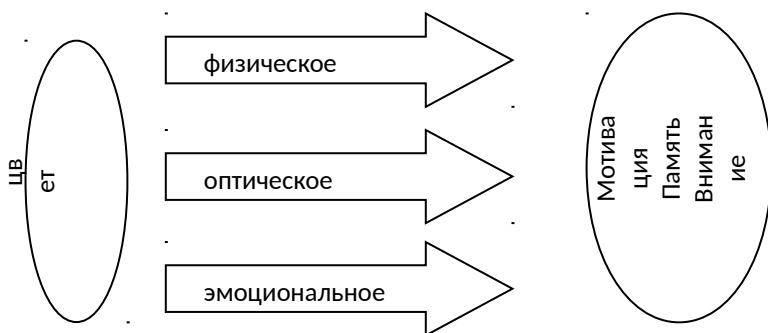 цв
ет
физическое
оптическое
эмоциональное
Мотива
ция
Память
Вниман
ие